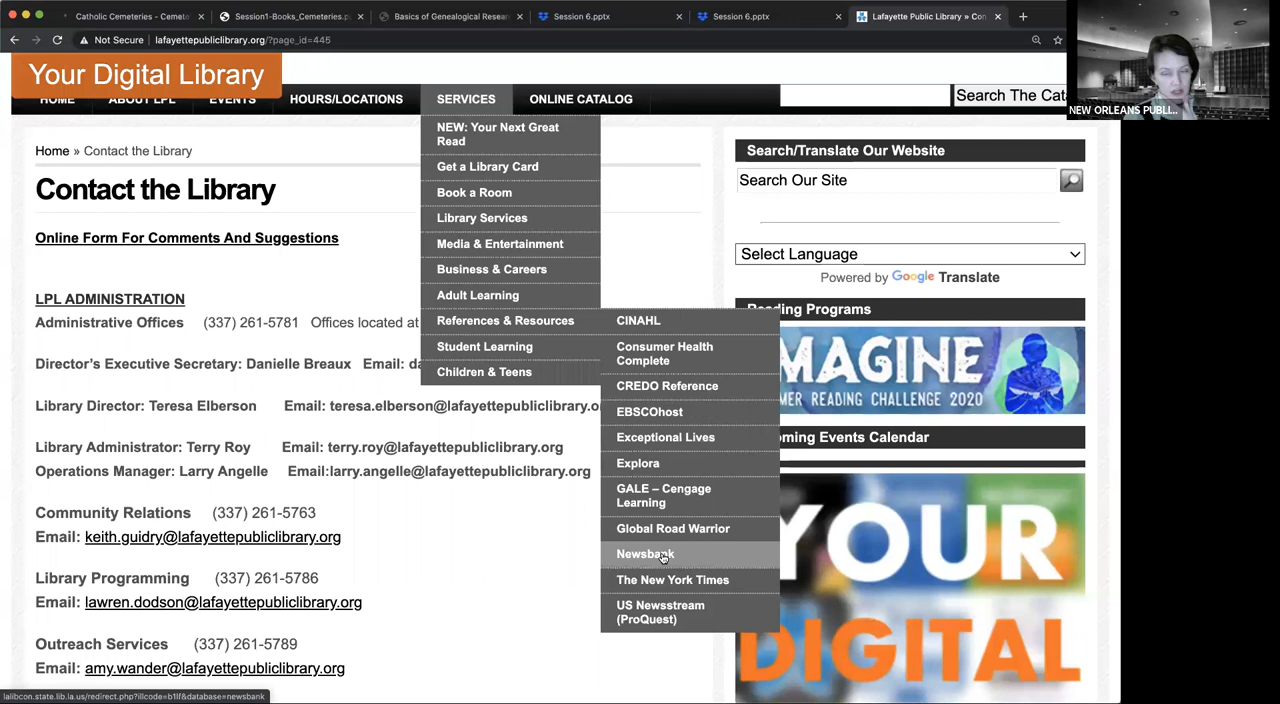 Catholic Cemeteries - Cemete
Session1-Books_Cemeteries.p
Basics of Genealogical Resear
Session 6.pptx
Session 6.pptx
Lafayette Public Library » Con
Not Secure
lafayettepubliclibrary.org/?page_id=445
NEW ORLEANS PUBLI...
Your Digital Library
HOME
ABOUT LPL
EVENTS
HOURS/LOCATIONS
SERVICES
ONLINE CATALOG
Search The Cat
Home » Contact the Library
Contact the Library
Online Form For Comments And Suggestions
LPL ADMINISTRATION
Administrative Offices (337) 261-5781 Offices located at
Director's Executive Secretary: Danielle Breaux Email: da
Library Director: Teresa Elberson Email: teresa.elberson@lafayettepubliclibrary.o
Library Administrator: Terry Roy Email: terry.roy@lafayettepubliclibrary.org
Operations Manager: Larry Angelle Email:larry.angelle@lafayettepubliclibrary.org
Community Relations (337) 261-5763
Email: keith.guidry@lafayettepubliclibrary.org
Library Programming (337) 261-5786
Email: lawren.dodson@lafayettepubliclibrary.org
Outreach Services (337) 261-5789
Email: amy.wander@lafayettepubliclibrary.org
NEW: Your Next Great
Read
Get a Library Card
Book a Room
Library Services
Media & Entertainment
Business & Careers
Adult Learning
References & Resources
Student Learning
Children & Teens
CINAHL
Consumer Health
Complete
CREDO Reference
EBSCOhost
Exceptional Lives
Explora
GALE – Cengage
Learning
Global Road Warrior
Newsbank
The New York Times
US Newsstream
(ProQuest)
Search/Translate Our Website
Search Our Site
Select Language
Powered by Google Translate
Reading Programs
MAGINE
MER READING CHALLENGE 2020
oming Events Calendar
YOUR
DIGITAL
lalibcon.state.lib.la.us/redirect.php?illcode=b1lf&database=newsbank